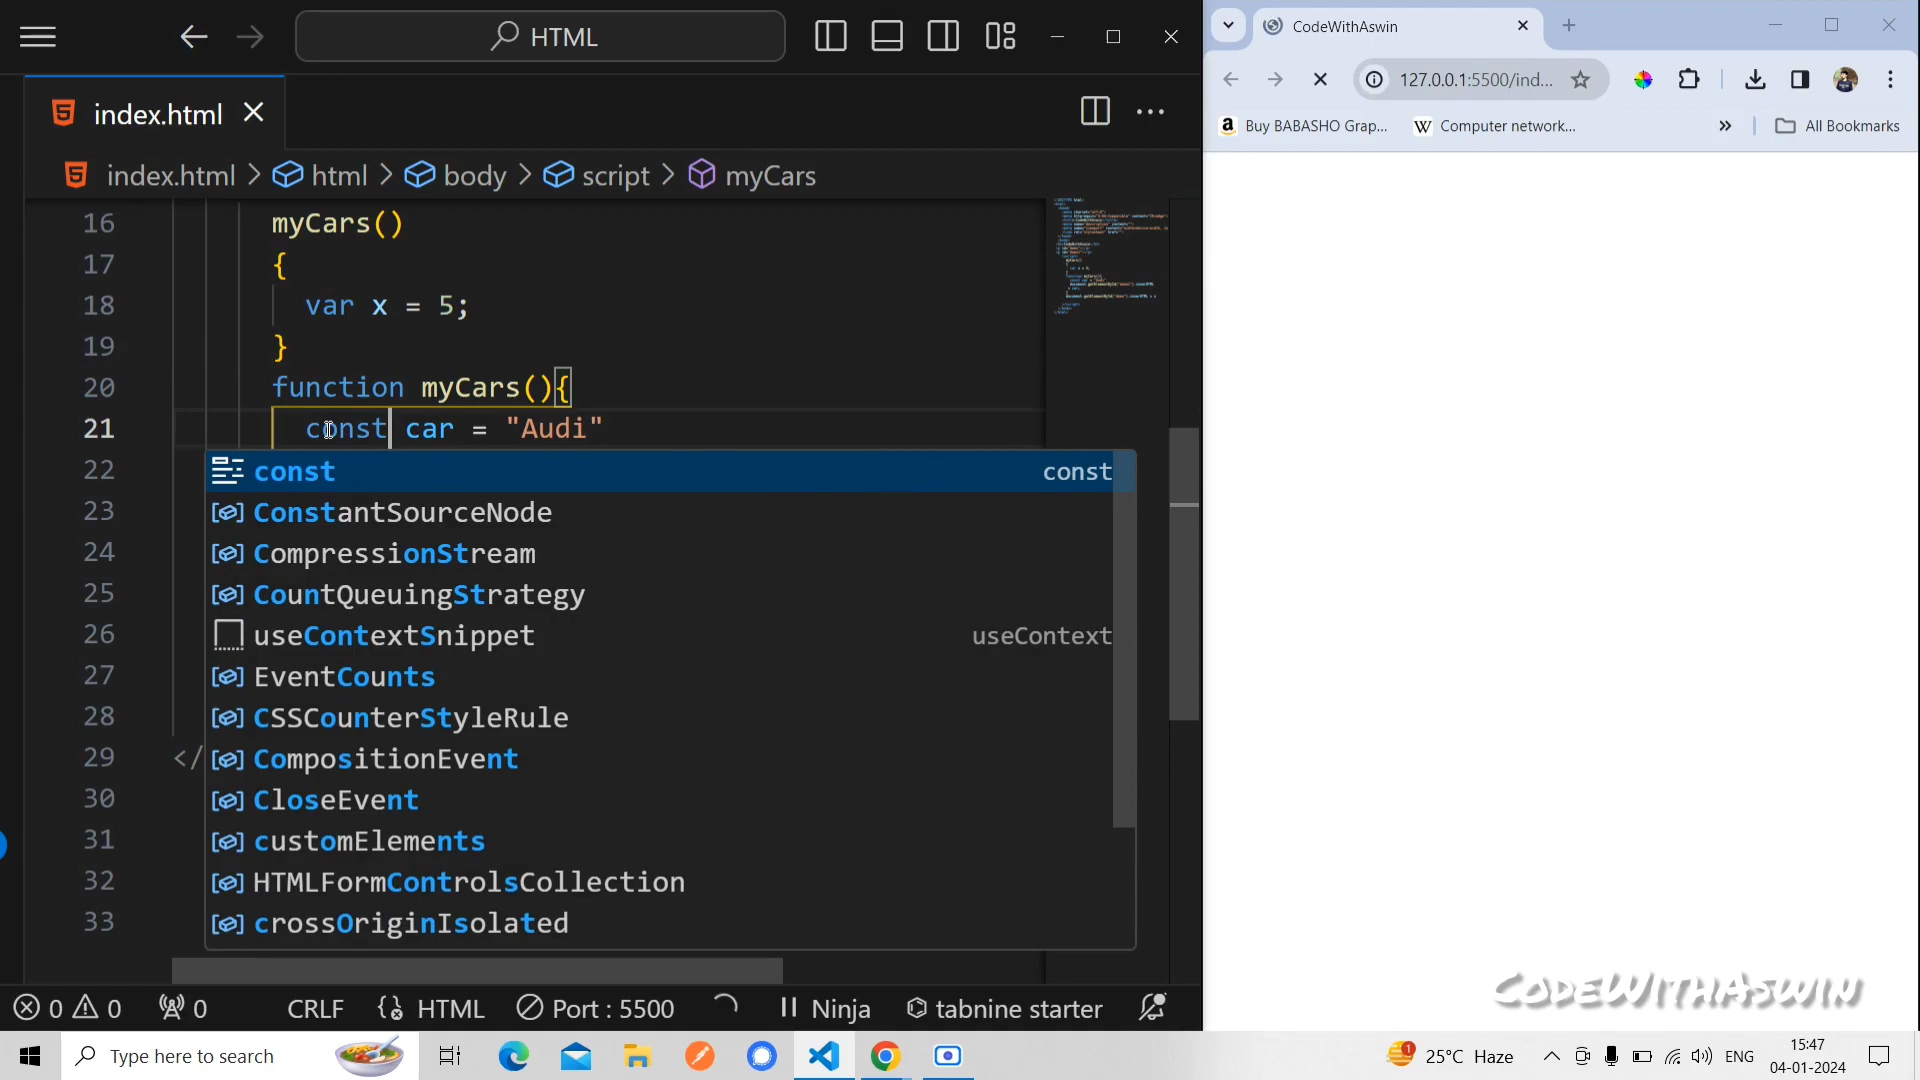 HTML
index.html
index.html > html > body > script > myCars
16 myCars()
17 {
18 var x = 5;
19 }
20 function myCars(){
21 const car = "Audi"
22
23
24
25
26
27
28
29 </
30
31
32
33
const const
ConstantSourceNode
CompressionStream
CountQueuingStrategy
useContextSnippet useContext
EventCounts
CSSCounterStyleRule
CompositionEvent
CloseEvent
customElements
HTMLFormControlsCollection
crossOriginIsolated
0 0 0 CRLF HTML Port : 5500 Ninja tabnine starter
CodeWithAswin
127.0.0.1:5500/ind...
Buy BABASHO Grap... Computer network... » All Bookmarks
CodeWithAswin
Type here to search
25°C Haze ENG 15:47
04-01-2024